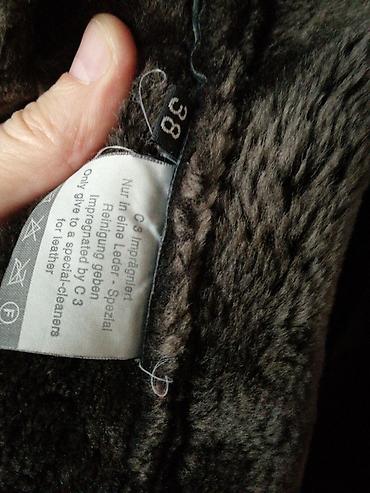 38
C 3 Imprägniert
Nur in eine Leder - Spezial
Reinigung geben
Impregnated by C 3
Only give to a special-cleaners
for leather
F